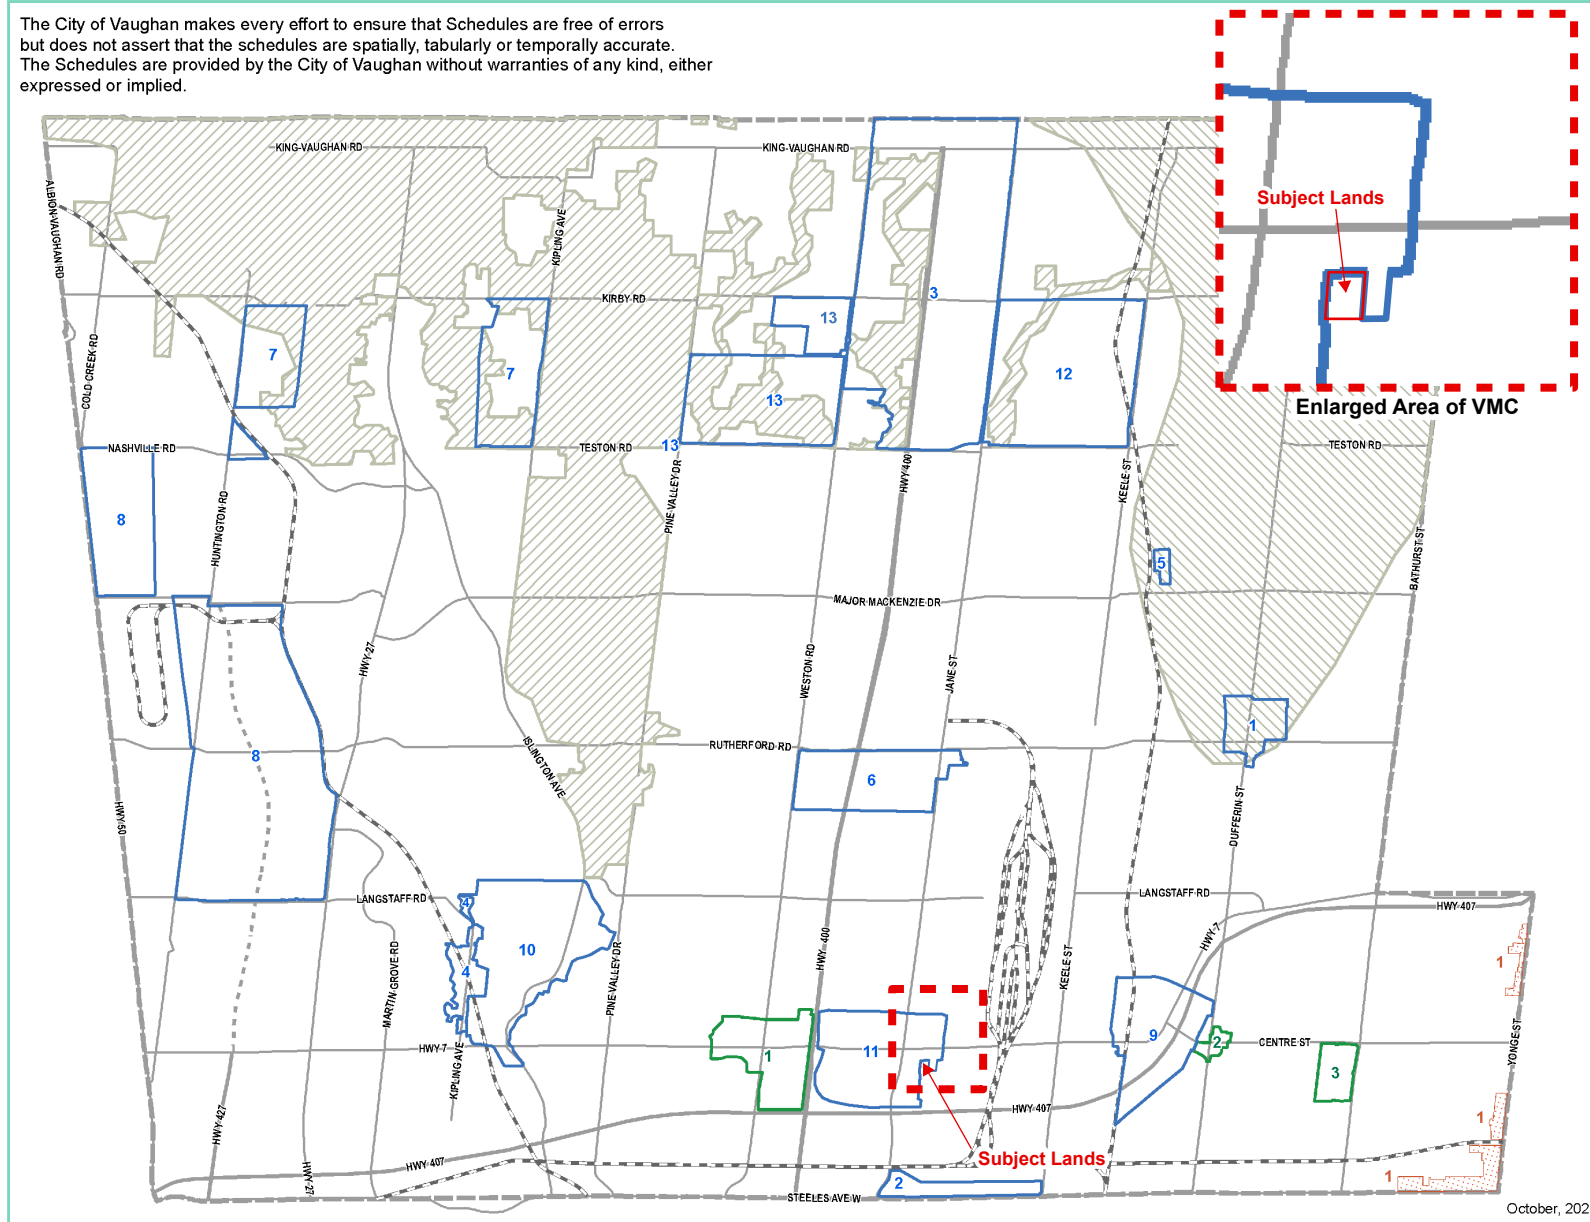 The City of Vaughan makes every effort to ensure that Schedules are free of errors
but does not assert that the schedules are spatially, tabularly or temporally accurate.
The Schedules are provided by the City of Vaughan without warranties of any kind, either
expressed or implied.
Subject Lands
Enlarged Area of VMC
KING-VAUGHAN RD
KING-VAUGHAN RD
ALBION-VAUGHAN RD
KIPLING AVE
KIRBY RD
3
13
7
7
12
13
COLD CREEK RD
NASHVILLE RD
TESTON RD
13
TESTON RD
PINE VALLEY DR
HWY 400
KEELE ST
8
HUNTINGTON RD
5
BATHURST ST
MAJOR MACKENZIE DR
HWY 27
WESTON RD
JANE ST
1
RUTHERFORD RD
8
ISLINGTON AVE
6
HWY 50
DUFFERIN ST
LANGSTAFF RD
4
LANGSTAFF RD
HWY 407
10
HWY 7
PINE VALLEY DR
HWY 400
KEELE ST
4
MARTIN GROVE RD
1
9
2
CENTRE ST
YONGE ST
HWY 7
1
11
KIPLING AVE
3
HWY 407
1
HWY 427
HWY 407
HWY 27
Subject Lands
1
2
STEELES AVE W
October, 202